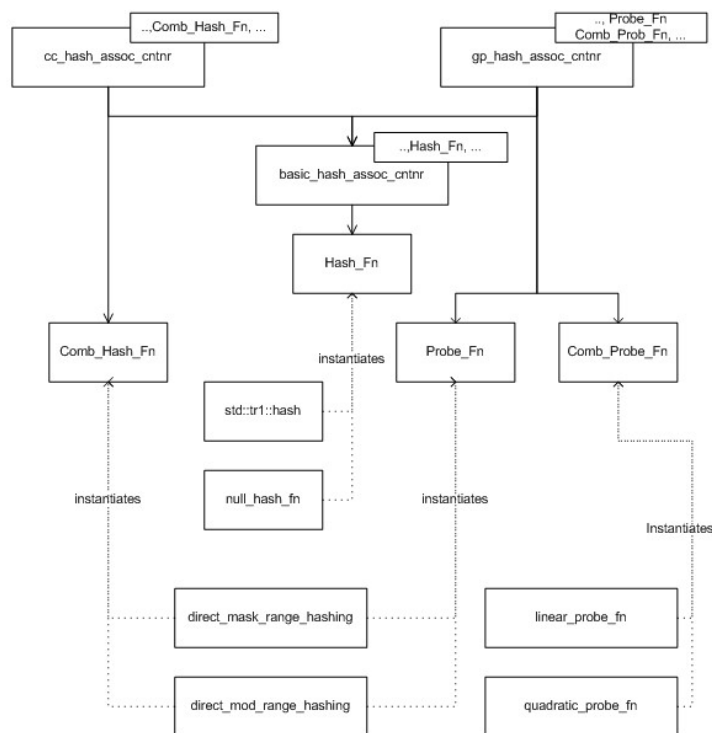 ..,Comb_Hash_Fn, ...
.., Probe_Fn
Comb_Prob_Fn, ...
cc_hash_assoc_cntnr
gp_hash_assoc_cntnr
..,Hash_Fn, ...
basic_hash_assoc_cntnr
Hash_Fn
Comb_Hash_Fn
instantiates
Probe_Fn
Comb_Probe_Fn
std::tr1::hash
instantiates
null_hash_fn
instantiates
Instantiates
direct_mask_range_hashing
linear_probe_fn
direct_mod_range_hashing
quadratic_probe_fn